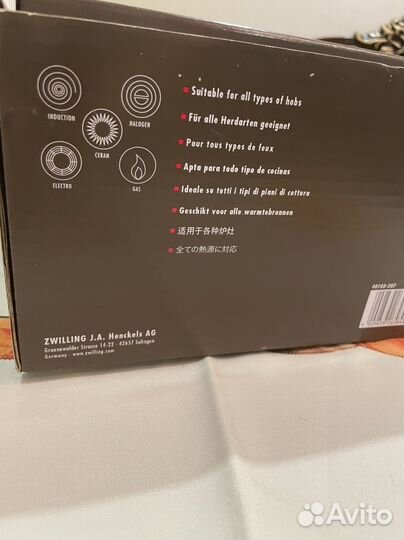 INDUCTION
HALOGER
CERAN
ELECTRO
GAS
Suitable for all types of hobs
Für alle Herdarten geeignet
Pour tous types de feux
Apta para todo tipo de cocinas
Ideale su tutti i tipi di piani di cottura
Geschikt voor alle warmtebronnen
适用于各种炉灶
全ての熱源に対応
40103-207
ZWILLING J.A. Henckels AG
Gruenewalder Strasse 14-22 · 42657 Solingen
Germany · www.zwilling.com
Avito